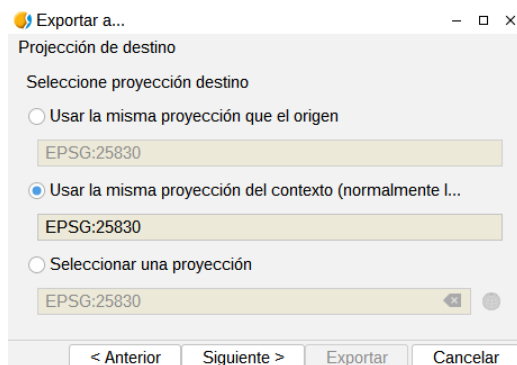 Exportar a...
Projección de destino
Seleccione proyección destino
Usar la misma proyección que el origen
EPSG:25830
Usar la misma proyección del contexto (normalmente l...
EPSG:25830
Seleccionar una proyección
EPSG:25830
< Anterior Siguiente > Exportar Cancelar